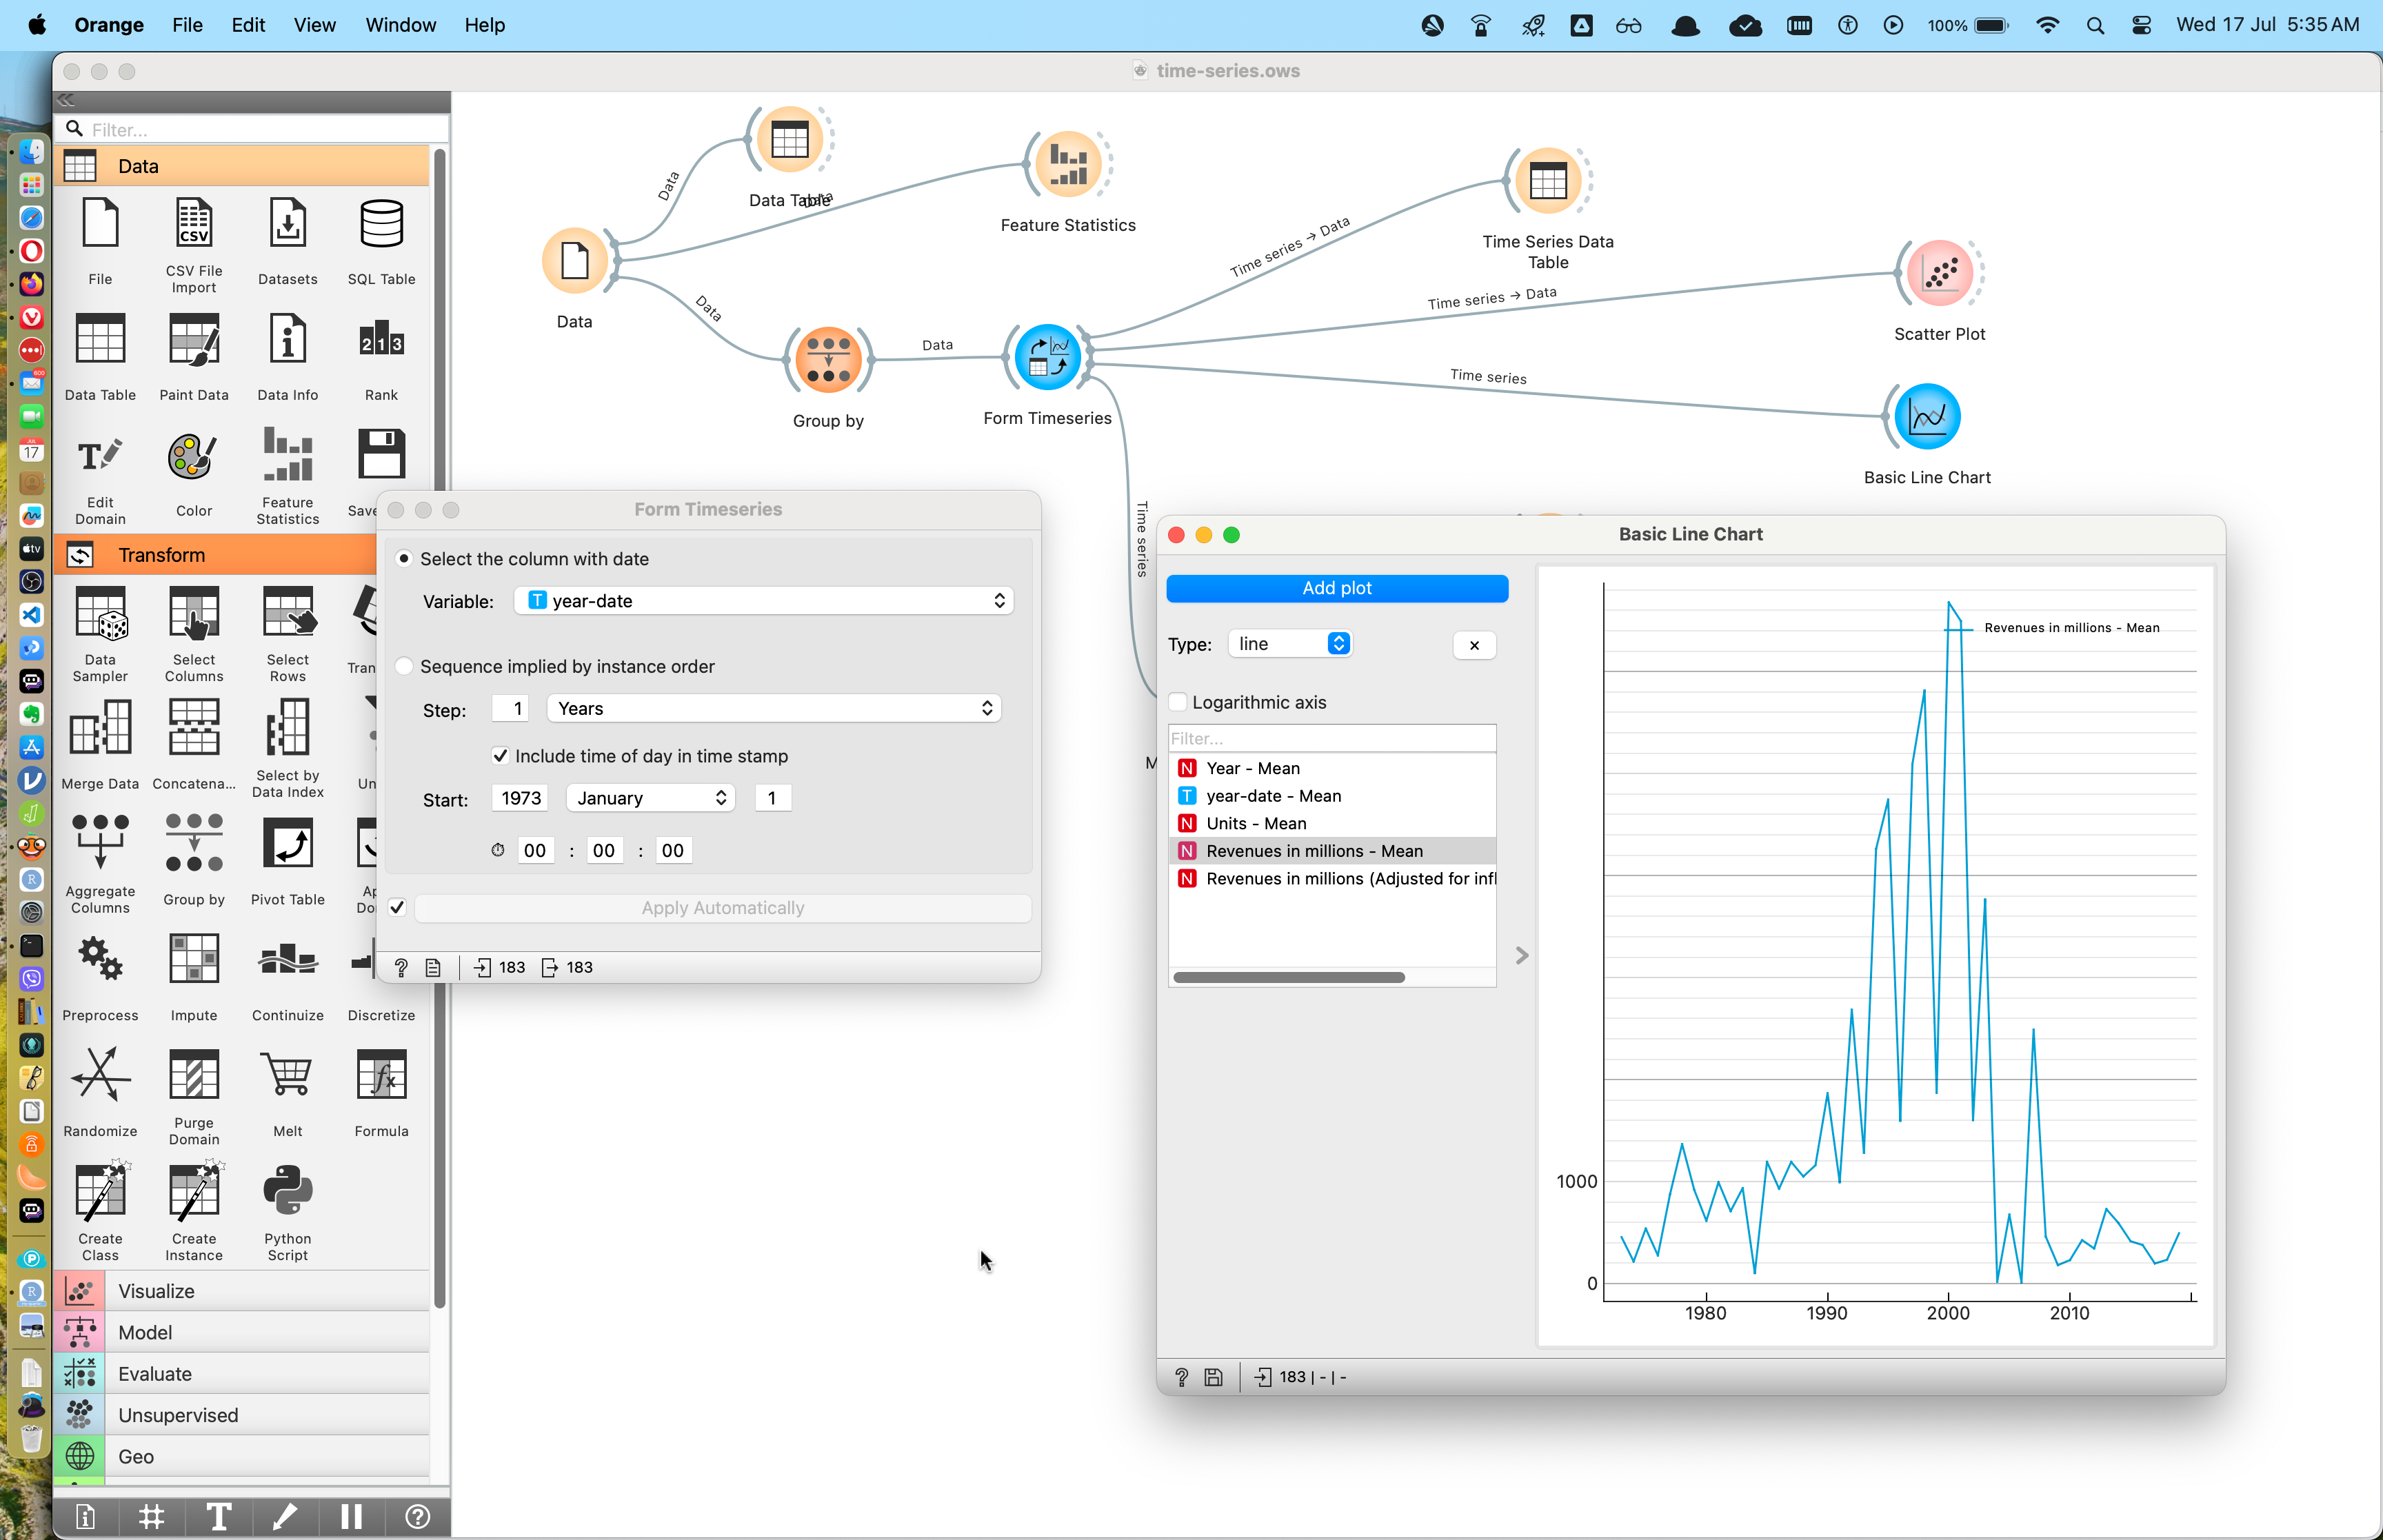 Orange File Edit View Window Help 100% Wed 17 Jul 5:35 AM
time-series.ows
Filter...
Data
File
CSV File Import
Datasets
SQL Table
Data Table
Paint Data
Data Info
Rank
Edit Domain
Color
Feature Statistics
Save
Transform
Data Sampler
Select Columns
Select Rows
Tran
Merge Data
Concatena...
Select by Data Index
Un
Aggregate Columns
Group by
Pivot Table
Ap
Do
Preprocess
Impute
Continuize
Discretize
Randomize
Purge Domain
Melt
Formula
Create Class
Create Instance
Python Script
Visualize
Model
Evaluate
Unsupervised
Geo
Data
Data Table
Data
Feature Statistics
Data
Data
Data
Group by
Data
Form Timeseries
Time series → Data
Time Series Data Table
Time series → Data
Scatter Plot
Time series
Basic Line Chart
Time series
M
Form Timeseries
Select the column with date
Variable: T year-date
Sequence implied by instance order
Step: 1 Years
Include time of day in time stamp
Start: 1973 January 1
00 : 00 : 00
Apply Automatically
? 183 183
Basic Line Chart
Add plot
Type: line ×
Logarithmic axis
Filter...
N Year - Mean
T year-date - Mean
N Units - Mean
N Revenues in millions - Mean
N Revenues in millions (Adjusted for infl
Revenues in millions - Mean
1000
0
1980 1990 2000 2010
? 183 | - | -